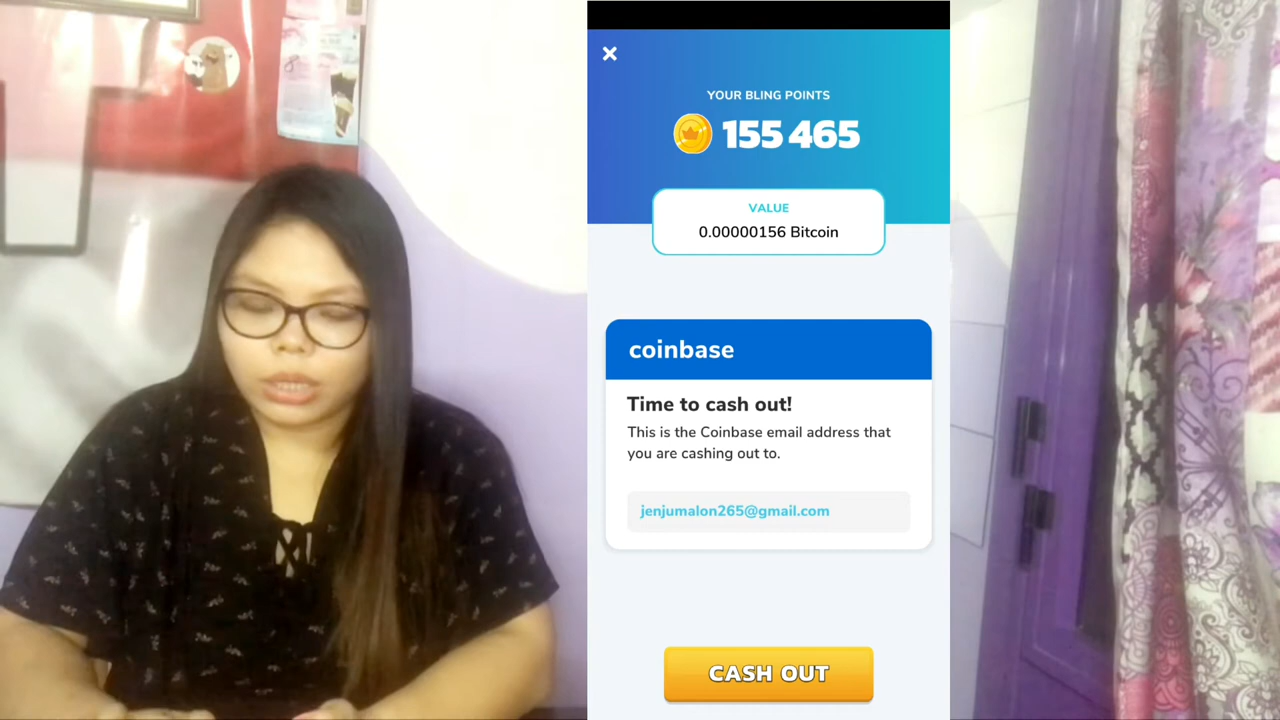 YOUR BLING POINTS
155 465
VALUE
0.00000156 Bitcoin
coinbase
Time to cash out!
This is the Coinbase email address that
you are cashing out to.
jenjumalon265@gmail.com
CASH OUT